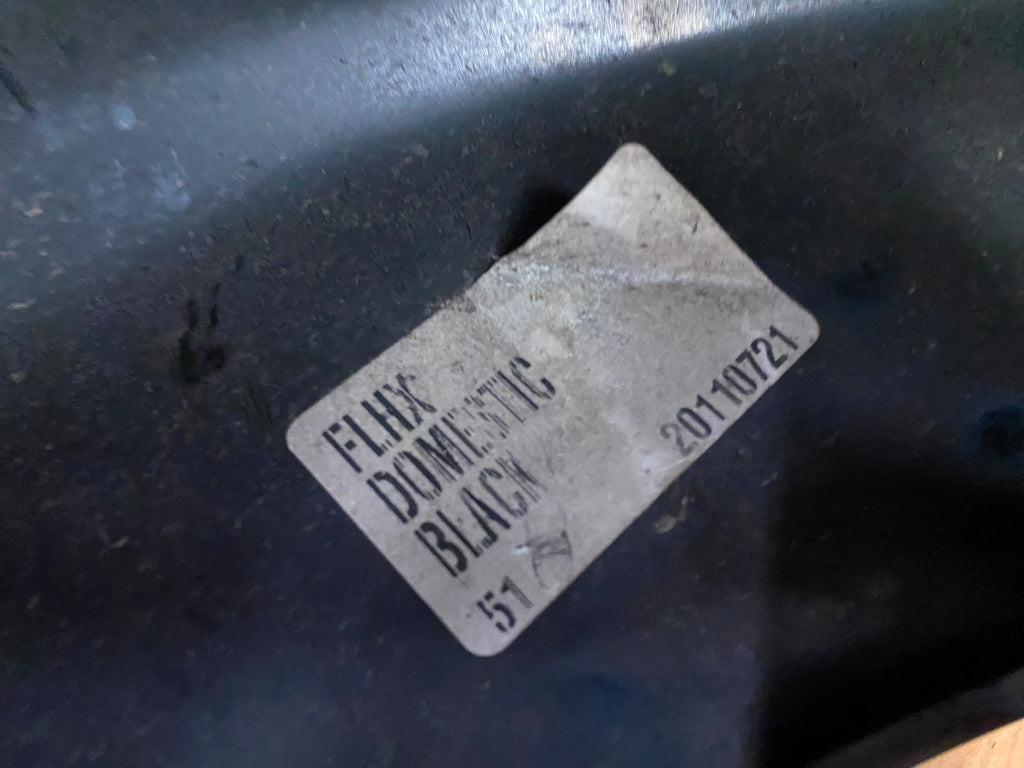 FLHX
DOMESTIC
BLACK
51
20110721